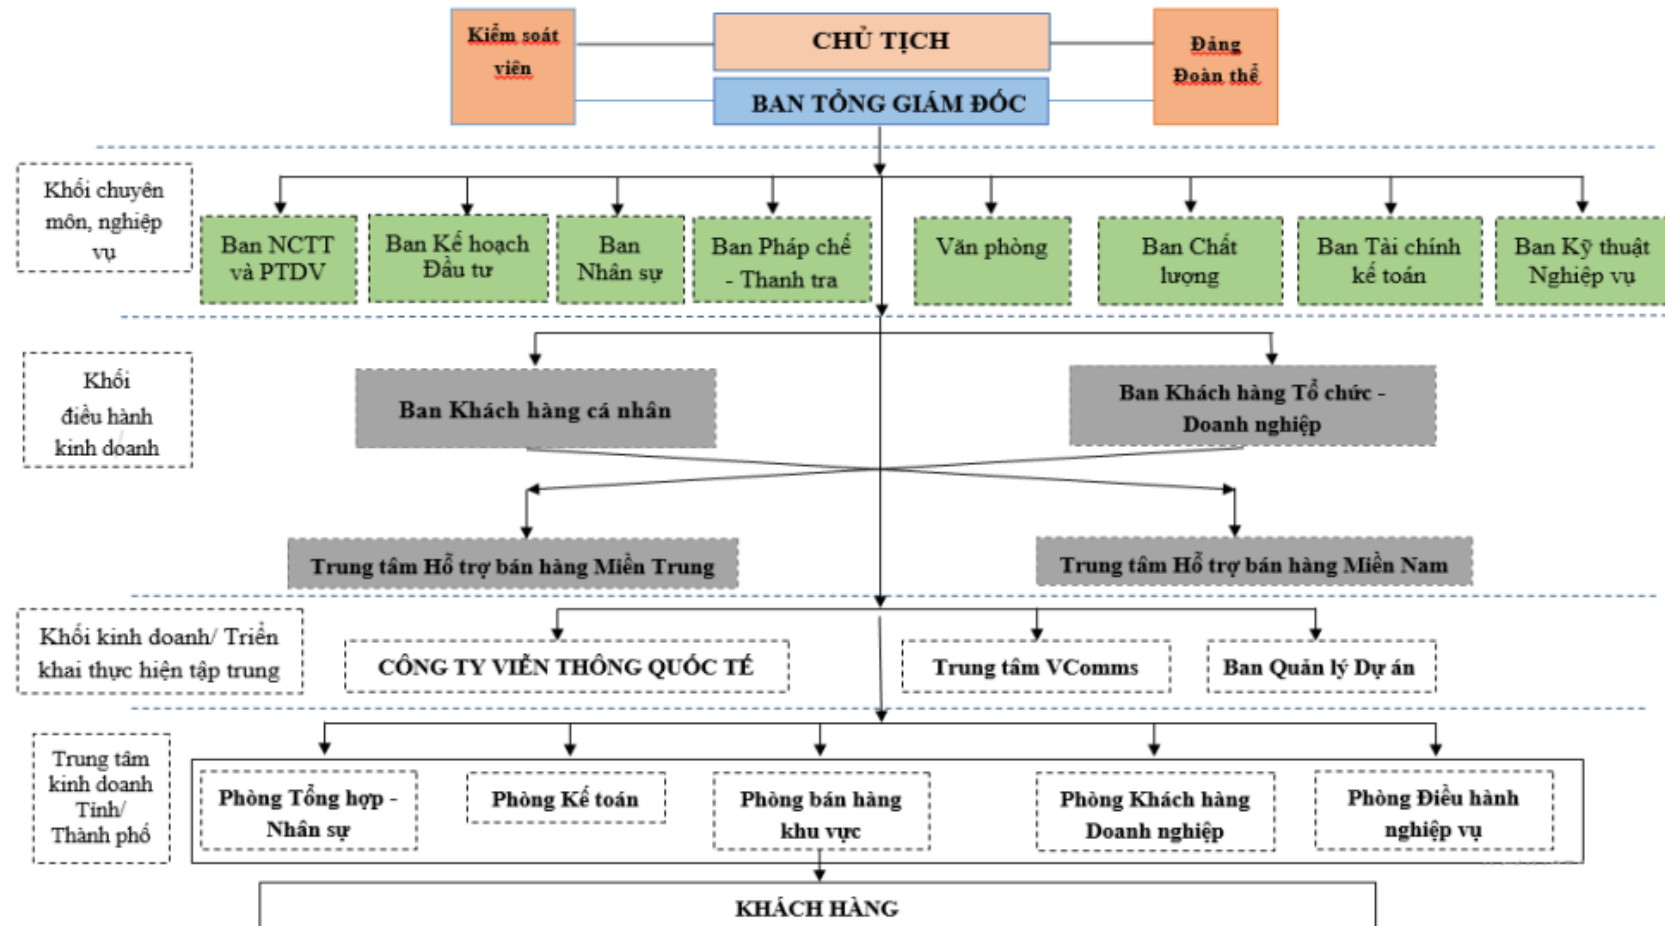 Kiểm soát
viên
CHỦ TỊCH
Đảng
Đoàn thể
BAN TỔNG GIÁM ĐỐC
Khối chuyên
môn, nghiệp
vụ
Ban NCTT
và PTDV
Ban Kế hoạch
Đầu tư
Ban
Nhân sự
Ban Pháp chế
- Thanh tra
Văn phòng
Ban Chất
lượng
Ban Tài chính
kế toán
Ban Kỹ thuật
Nghiệp vụ
Khối
điều hành
kinh doanh
Ban Khách hàng cá nhân
Ban Khách hàng Tổ chức -
Doanh nghiệp
Trung tâm Hỗ trợ bán hàng Miền Trung
Trung tâm Hỗ trợ bán hàng Miền Nam
Khối kinh doanh/ Triển
khai thực hiện tập trung
CÔNG TY VIỄN THÔNG QUỐC TẾ
Trung tâm VComms
Ban Quản lý Dự án
Trung tâm
kinh doanh
Tỉnh/
Thành phố
Phòng Tổng hợp -
Nhân sự
Phòng Kế toán
Phòng bán hàng
khu vực
Phòng Khách hàng
Doanh nghiệp
Phòng Điều hành
nghiệp vụ
KHÁCH HÀNG